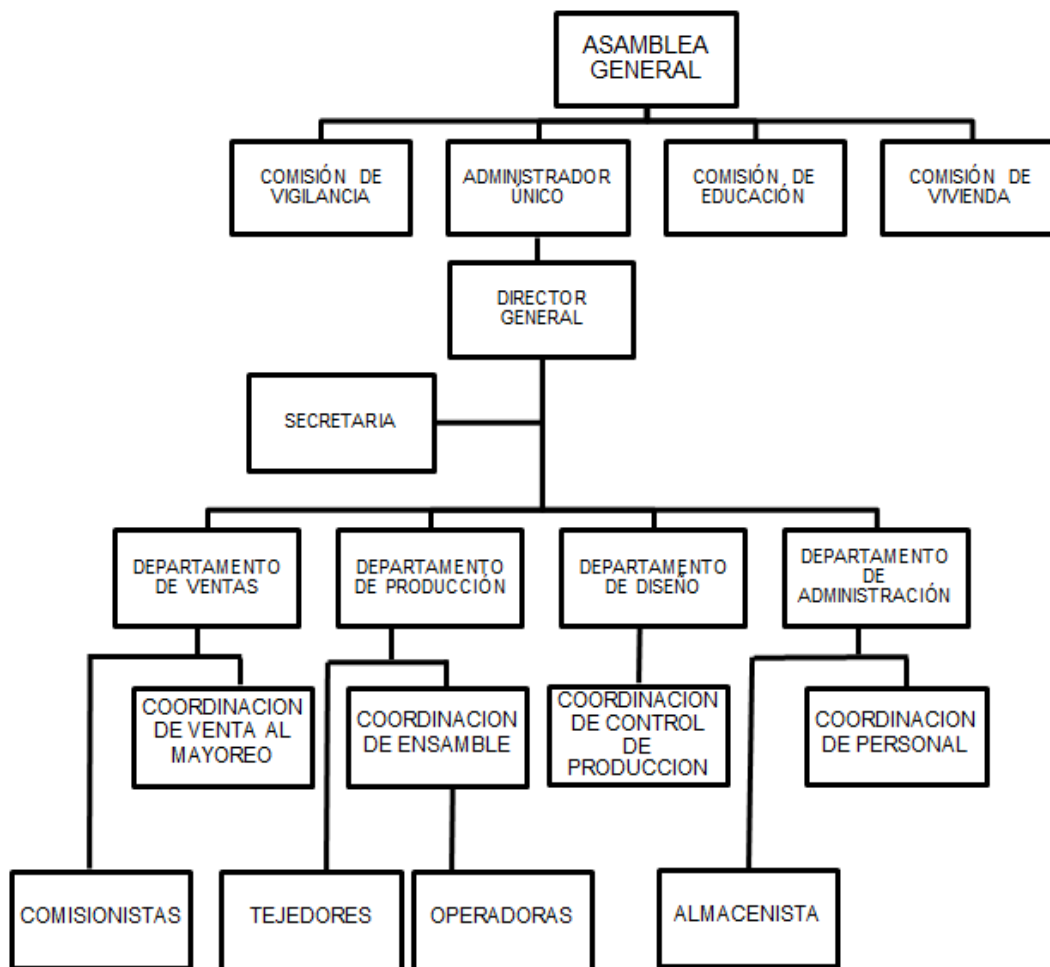 ASAMBLEA
GENERAL
COMISIÓN DE
VIGILANCIA
ADMINISTRADOR
ÚNICO
COMISIÓN DE
EDUCACIÓN
COMISIÓN DE
VIVIENDA
DIRECTOR
GENERAL
SECRETARIA
DEPARTAMENTO
DE VENTAS
DEPARTAMENTO
DE PRODUCCIÓN
DEPARTAMENTO
DE DISEÑO
DEPARTAMENTO
DE
ADMINISTRACIÓN
COORDINACION
DE VENTA AL
MAYOREO
COORDINACION
DE ENSAMBLE
COORDINACION
DE CONTROL
DE
PRODUCCION
COORDINACION
DE PERSONAL
COMISIONISTAS
TEJEDORES
OPERADORAS
ALMACENISTA